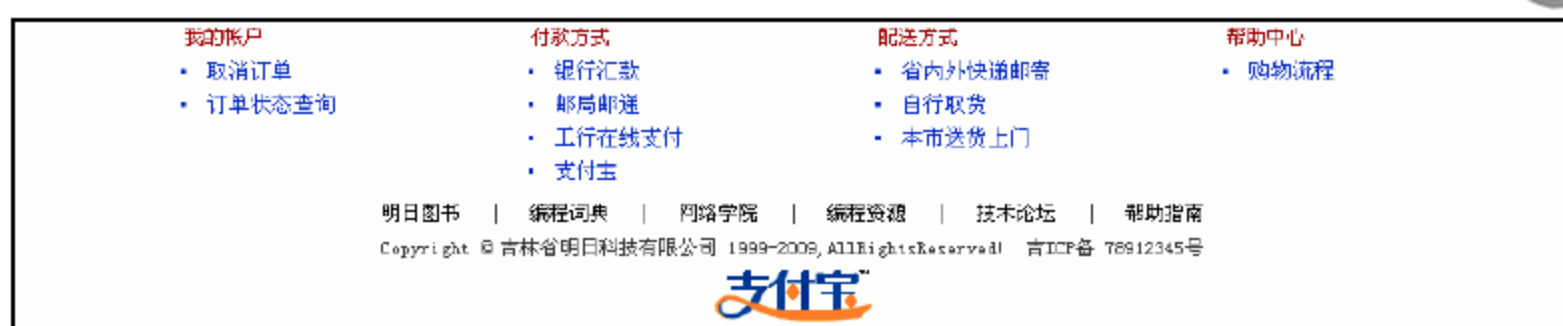 我的帐户 付款方式 配送方式 帮助中心
▪ 取消订单 ▪ 银行汇款 ▪ 省内外快递邮寄 ▪ 购物流程
▪ 订单状态查询 ▪ 邮局邮递 ▪ 自行取货
▪ 工行在线支付 ▪ 本市送货上门
▪ 支付宝
明日图书 | 编程词典 | 网络学院 | 编程资源 | 技术论坛 | 帮助指南
Copyright © 吉林省明日科技有限公司 1999-2009,AllRightsReserved! 吉ICP备 78912345号
支付宝™